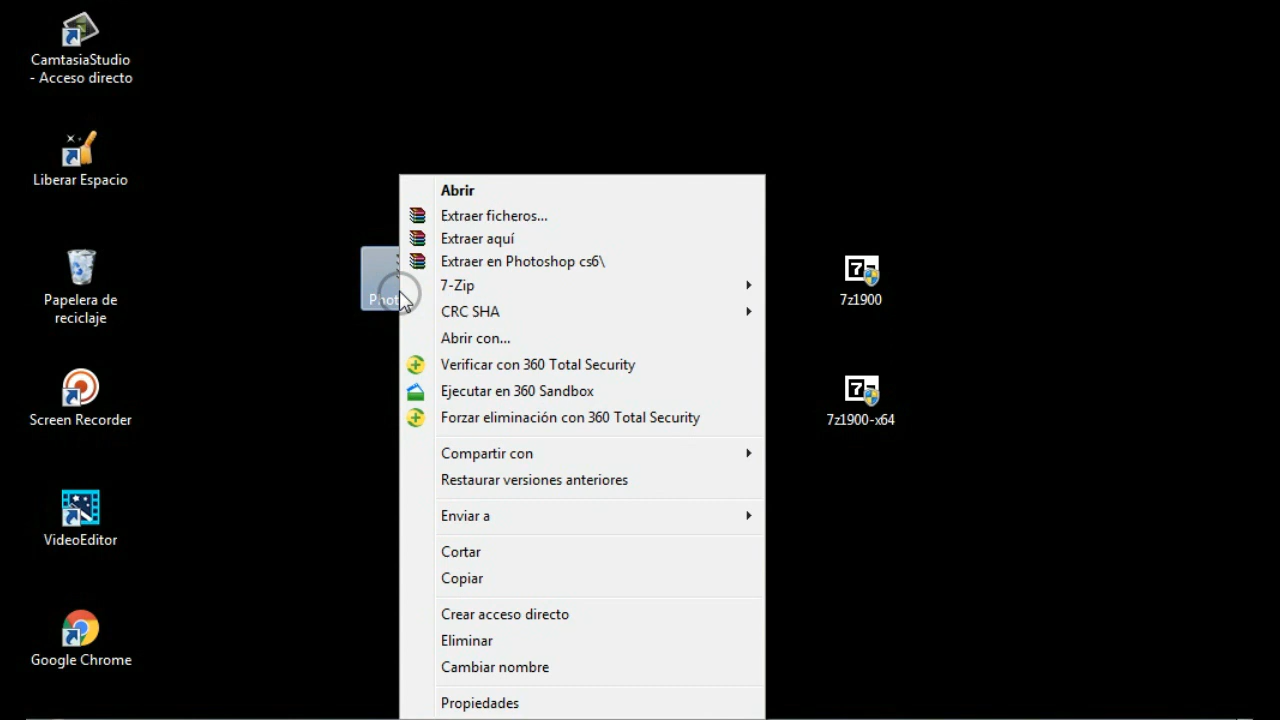 CamtasiaStudio
- Acceso directo
Liberar Espacio
Papelera de
reciclaje
Screen Recorder
VideoEditor
Google Chrome
Phot
Abrir
Extraer ficheros...
Extraer aquí
Extraer en Photoshop cs6\
7-Zip
CRC SHA
Abrir con...
Verificar con 360 Total Security
Ejecutar en 360 Sandbox
Forzar eliminación con 360 Total Security
Compartir con
Restaurar versiones anteriores
Enviar a
Cortar
Copiar
Crear acceso directo
Eliminar
Cambiar nombre
Propiedades
7z1900
7z1900-x64